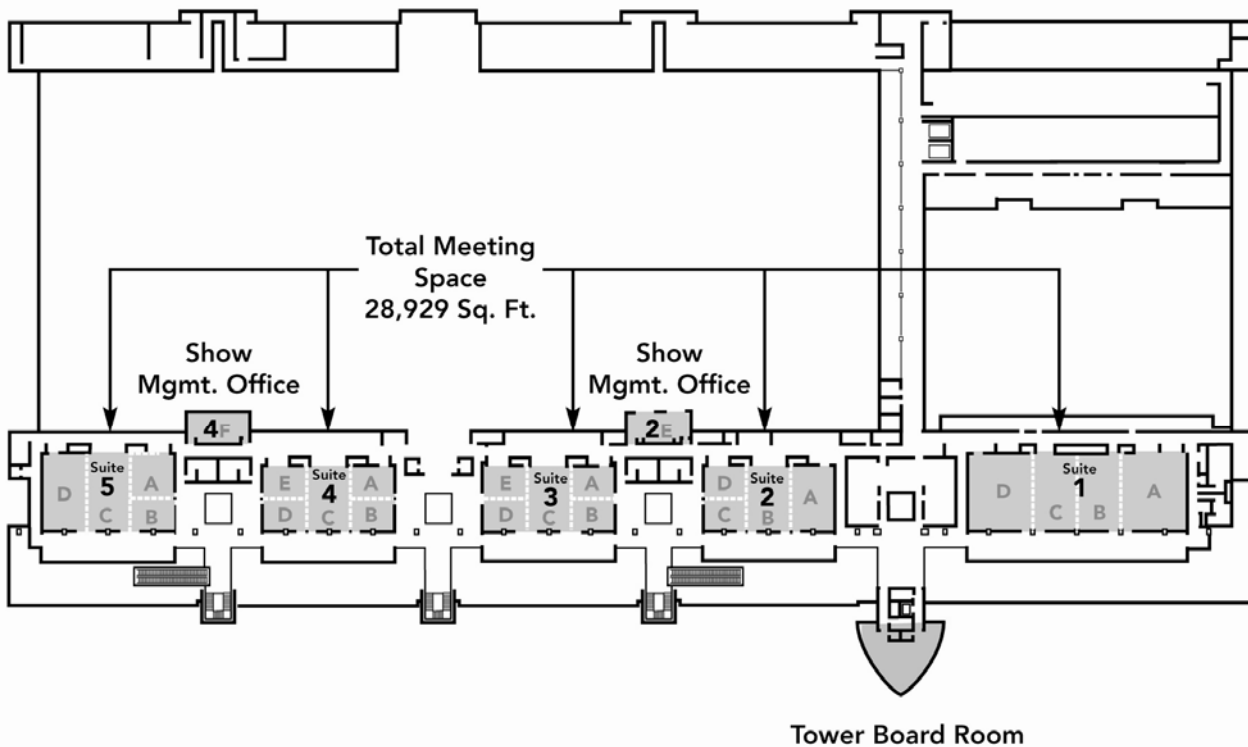 Total Meeting
Space
28,929 Sq. Ft.
Show
Mgmt. Office
Show
Mgmt. Office
4F
2E
Suite
5
D
A
C
B
Suite
4
E
A
D
C
B
Suite
3
E
A
D
C
B
Suite
2
D
A
C
B
Suite
1
D
A
C
B
Tower Board Room